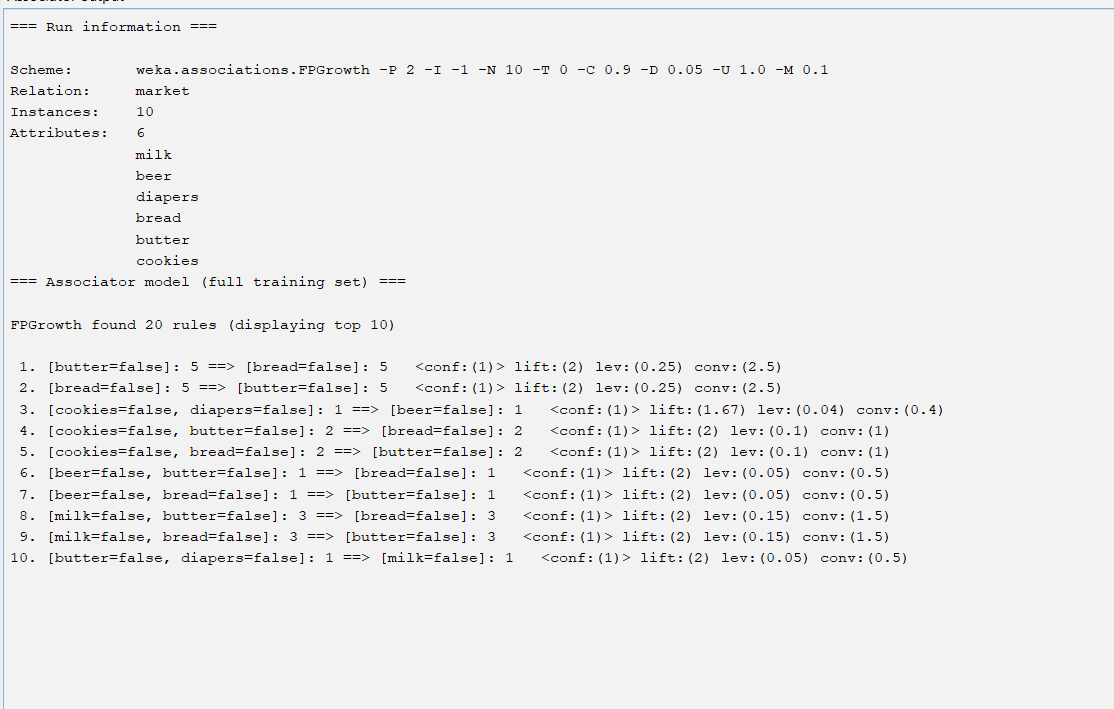 === Run information ===
Scheme: weka.associations.FPGrowth -P 2 -I -1 -N 10 -T 0 -C 0.9 -D 0.05 -U 1.0 -M 0.1
Relation: market
Instances: 10
Attributes: 6
milk
beer
diapers
bread
butter
cookies
=== Associator model (full training set) ===
FPGrowth found 20 rules (displaying top 10)
1. [butter=false]: 5 ==> [bread=false]: 5 <conf:(1)> lift:(2) lev:(0.25) conv:(2.5)
2. [bread=false]: 5 ==> [butter=false]: 5 <conf:(1)> lift:(2) lev:(0.25) conv:(2.5)
3. [cookies=false, diapers=false]: 1 ==> [beer=false]: 1 <conf:(1)> lift:(1.67) lev:(0.04) conv:(0.4)
4. [cookies=false, butter=false]: 2 ==> [bread=false]: 2 <conf:(1)> lift:(2) lev:(0.1) conv:(1)
5. [cookies=false, bread=false]: 2 ==> [butter=false]: 2 <conf:(1)> lift:(2) lev:(0.1) conv:(1)
6. [beer=false, butter=false]: 1 ==> [bread=false]: 1 <conf:(1)> lift:(2) lev:(0.05) conv:(0.5)
7. [beer=false, bread=false]: 1 ==> [butter=false]: 1 <conf:(1)> lift:(2) lev:(0.05) conv:(0.5)
8. [milk=false, butter=false]: 3 ==> [bread=false]: 3 <conf:(1)> lift:(2) lev:(0.15) conv:(1.5)
9. [milk=false, bread=false]: 3 ==> [butter=false]: 3 <conf:(1)> lift:(2) lev:(0.15) conv:(1.5)
10. [butter=false, diapers=false]: 1 ==> [milk=false]: 1 <conf:(1)> lift:(2) lev:(0.05) conv:(0.5)